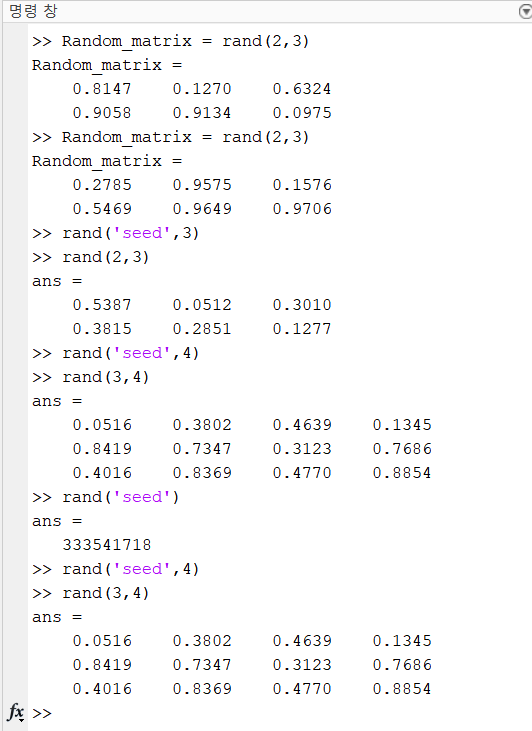 명령 창
>> Random_matrix = rand(2,3)
Random_matrix =
0.8147 0.1270 0.6324
0.9058 0.9134 0.0975
>> Random_matrix = rand(2,3)
Random_matrix =
0.2785 0.9575 0.1576
0.5469 0.9649 0.9706
>> rand('seed',3)
>> rand(2,3)
ans =
0.5387 0.0512 0.3010
0.3815 0.2851 0.1277
>> rand('seed',4)
>> rand(3,4)
ans =
0.0516 0.3802 0.4639 0.1345
0.8419 0.7347 0.3123 0.7686
0.4016 0.8369 0.4770 0.8854
>> rand('seed')
ans =
333541718
>> rand('seed',4)
>> rand(3,4)
ans =
0.0516 0.3802 0.4639 0.1345
0.8419 0.7347 0.3123 0.7686
0.4016 0.8369 0.4770 0.8854
fx >>